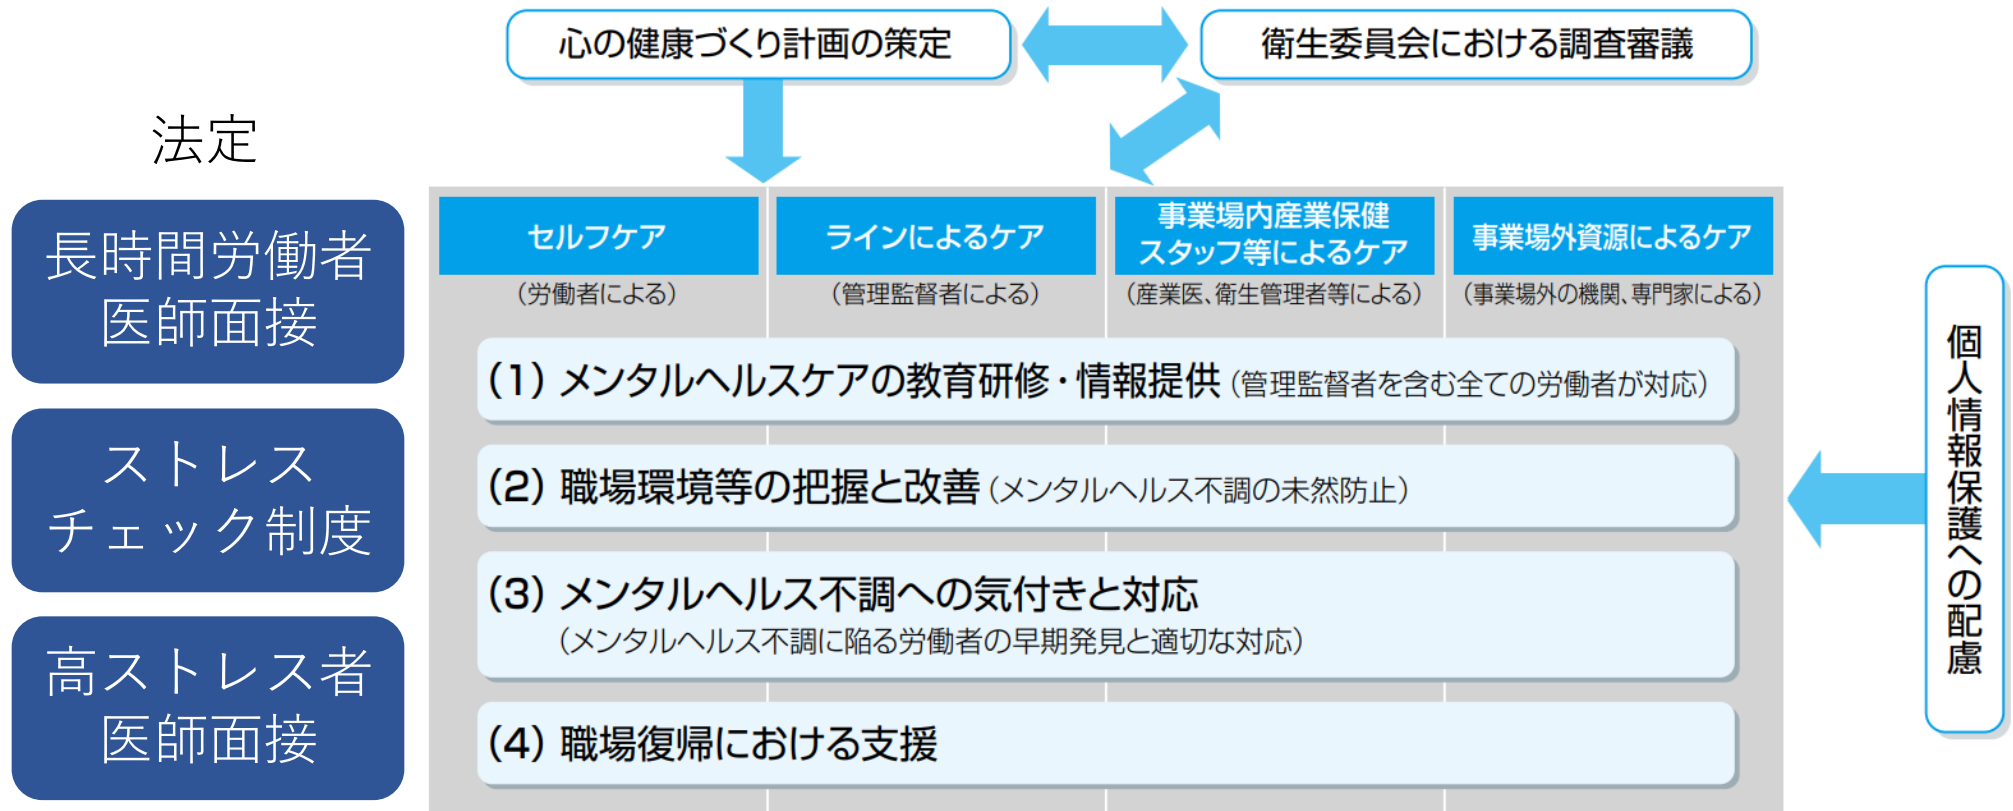 心の健康づくり計画の策定
衛生委員会における調査審議
法定
長時間労働者
医師面接
ストレス
チェック制度
高ストレス者
医師面接
セルフケア
(労働者による)
ラインによるケア
(管理監督者による)
事業場内産業保健
スタッフ等によるケア
(産業医、衛生管理者等による)
事業場外資源によるケア
(事業場外の機関、専門家による)
(1) メンタルヘルスケアの教育研修・情報提供 (管理監督者を含む全ての労働者が対応)
(2) 職場環境等の把握と改善 (メンタルヘルス不調の未然防止)
(3) メンタルヘルス不調への気付きと対応
(メンタルヘルス不調に陥る労働者の早期発見と適切な対応)
(4) 職場復帰における支援
個人情報保護への配慮